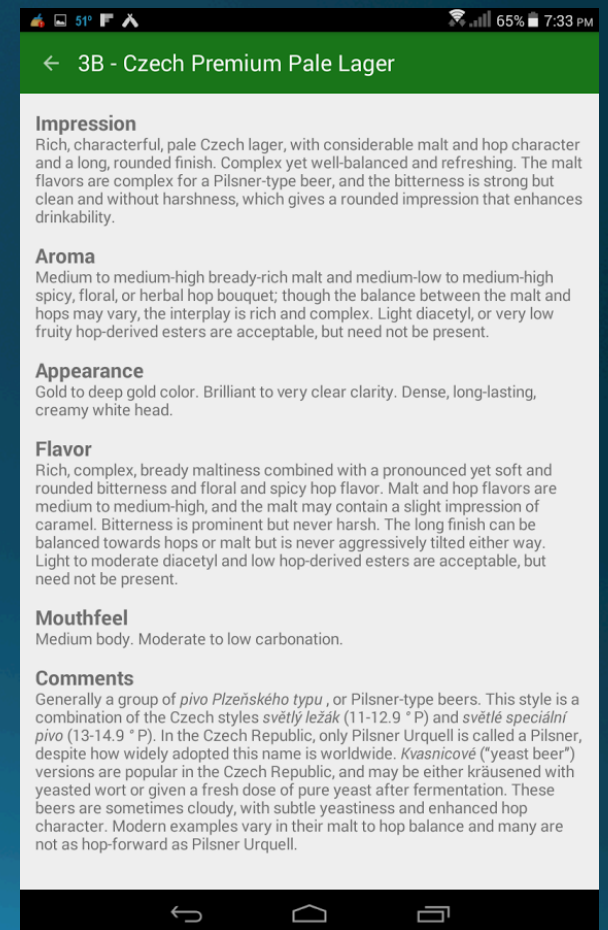 51° 65% 7:33 PM
3B - Czech Premium Pale Lager
Impression
Rich, characterful, pale Czech lager, with considerable malt and hop character
and a long, rounded finish. Complex yet well-balanced and refreshing. The malt
flavors are complex for a Pilsner-type beer, and the bitterness is strong but
clean and without harshness, which gives a rounded impression that enhances
drinkability.
Aroma
Medium to medium-high bready-rich malt and medium-low to medium-high
spicy, floral, or herbal hop bouquet; though the balance between the malt and
hops may vary, the interplay is rich and complex. Light diacetyl, or very low
fruity hop-derived esters are acceptable, but need not be present.
Appearance
Gold to deep gold color. Brilliant to very clear clarity. Dense, long-lasting,
creamy white head.
Flavor
Rich, complex, bready maltiness combined with a pronounced yet soft and
rounded bitterness and floral and spicy hop flavor. Malt and hop flavors are
medium to medium-high, and the malt may contain a slight impression of
caramel. Bitterness is prominent but never harsh. The long finish can be
balanced towards hops or malt but is never aggressively tilted either way.
Light to moderate diacetyl and low hop-derived esters are acceptable, but
need not be present.
Mouthfeel
Medium body. Moderate to low carbonation.
Comments
Generally a group of pivo Plzeňského typu , or Pilsner-type beers. This style is a
combination of the Czech styles světlý ležák (11-12.9 ° P) and světlé speciální
pivo (13-14.9 ° P). In the Czech Republic, only Pilsner Urquell is called a Pilsner,
despite how widely adopted this name is worldwide. Kvasnicové ("yeast beer")
versions are popular in the Czech Republic, and may be either kräusened with
yeasted wort or given a fresh dose of pure yeast after fermentation. These
beers are sometimes cloudy, with subtle yeastiness and enhanced hop
character. Modern examples vary in their malt to hop balance and many are
not as hop-forward as Pilsner Urquell.